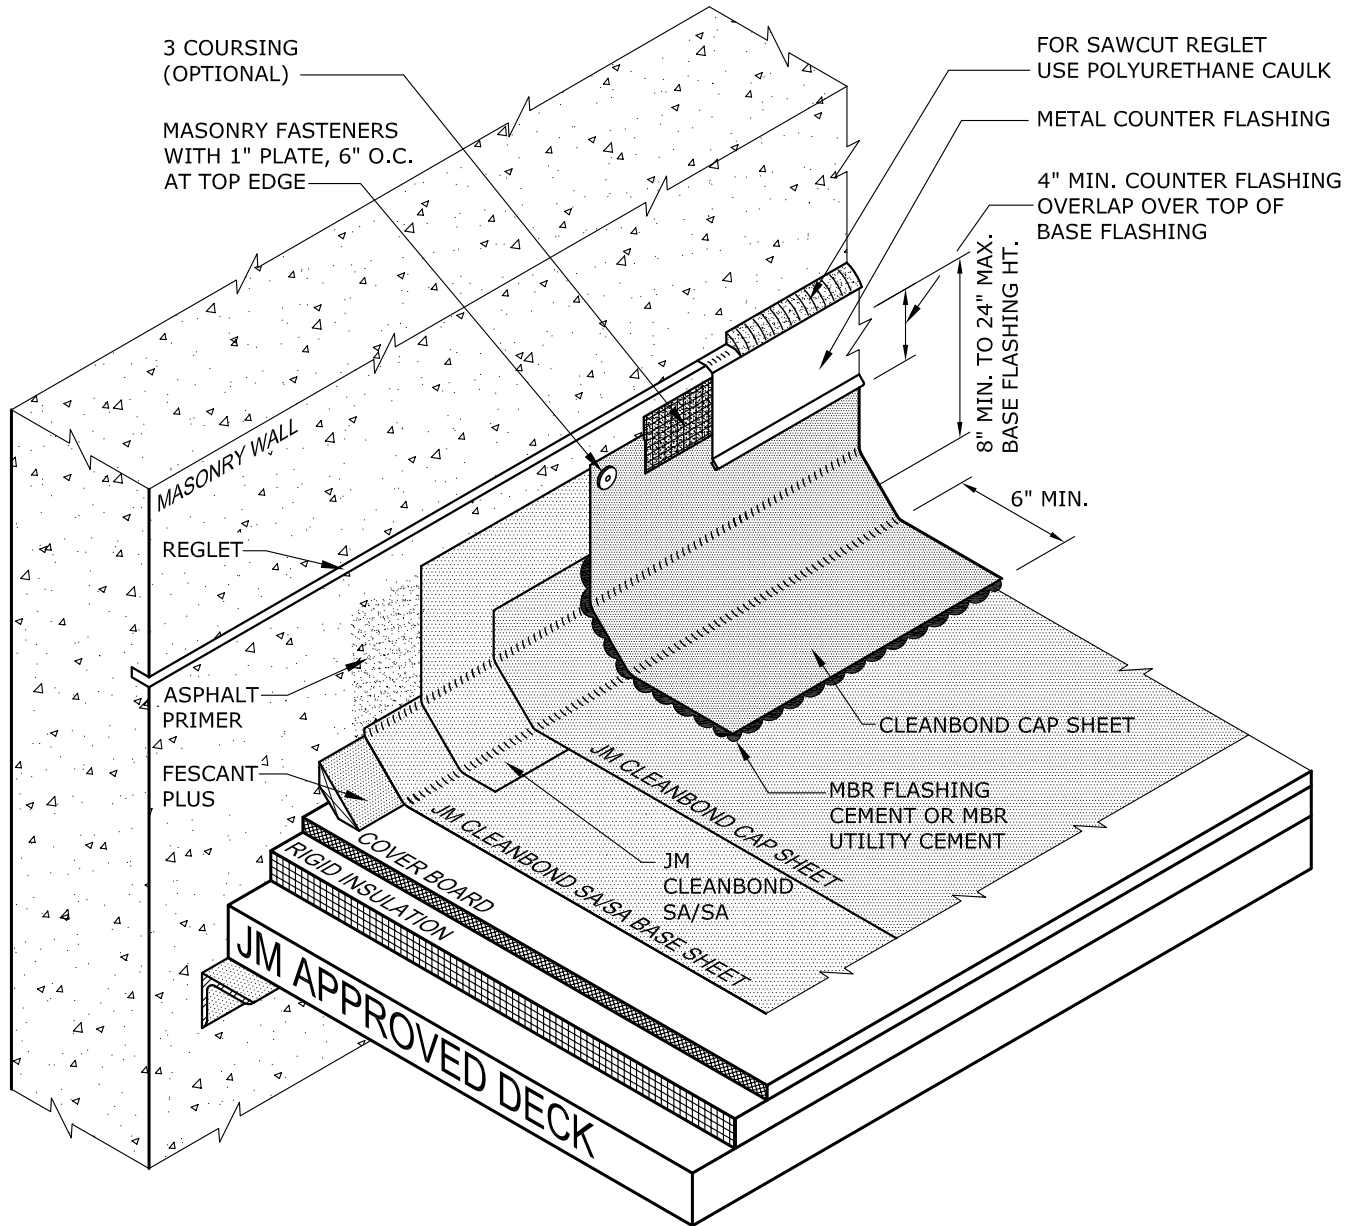 3 COURSING
(OPTIONAL)
MASONRY FASTENERS
WITH 1" PLATE, 6" O.C.
AT TOP EDGE
FOR SAWCUT REGLET
USE POLYURETHANE CAULK
METAL COUNTER FLASHING
4" MIN. COUNTER FLASHING
OVERLAP OVER TOP OF
BASE FLASHING
8" MIN. TO 24" MAX.
BASE FLASHING HT.
6" MIN.
MASONRY WALL
REGLET
ASPHALT
PRIMER
FESCANT
PLUS
CLEANBOND CAP SHEET
MBR FLASHING
CEMENT OR MBR
UTILITY CEMENT
JM
CLEANBOND
SA/SA
JM CLEANBOND CAP SHEET
JM CLEANBOND SA/SA BASE SHEET
COVER BOARD
RIGID INSULATION
JM APPROVED DECK